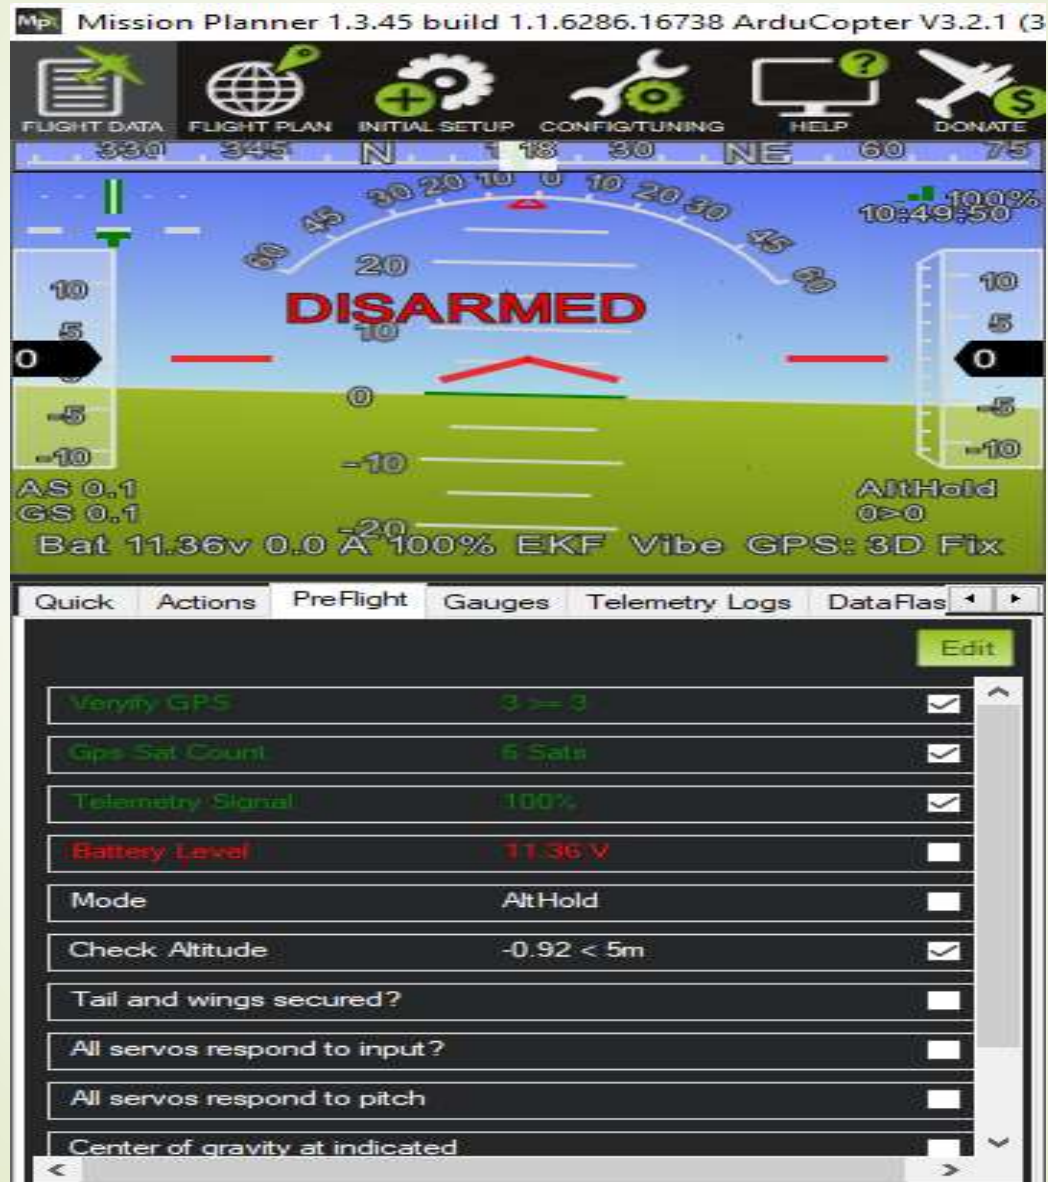 Mp Mission Planner 1.3.45 build 1.1.6286.16738 ArduCopter V3.2.1 (3
FLIGHT DATA FLIGHT PLAN INITIAL SETUP CONFIG/TUNING HELP DONATE
330 345 N 18 30 NE 60 75
60 45 30 20 10 0 10 20 30 45 60
100%
10:49:50
20
10 10
DISARMED
5 10 5
0 0
0
-5 -5
-10 -10 -10
AS 0.1 AltHold
GS 0.1 0>0
-20
Bat 11.36v 0.0 A 100% EKF Vibe GPS: 3D Fix
Quick Actions PreFlight Gauges Telemetry Logs DataFlas
Edit
Veryify GPS 3 >= 3
Gps Sat Count 6 Sats
Telemetry Signal 100%
Battery Level 11.36 V
Mode AltHold
Check Altitude -0.92 < 5m
Tail and wings secured?
All servos respond to input?
All servos respond to pitch
Center of gravity at indicated